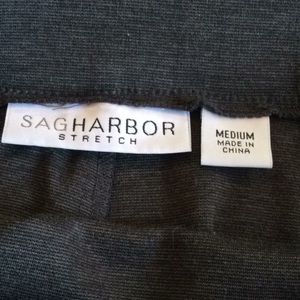 SAGHARBOR
STRETCH
MEDIUM
MADE IN
CHINA